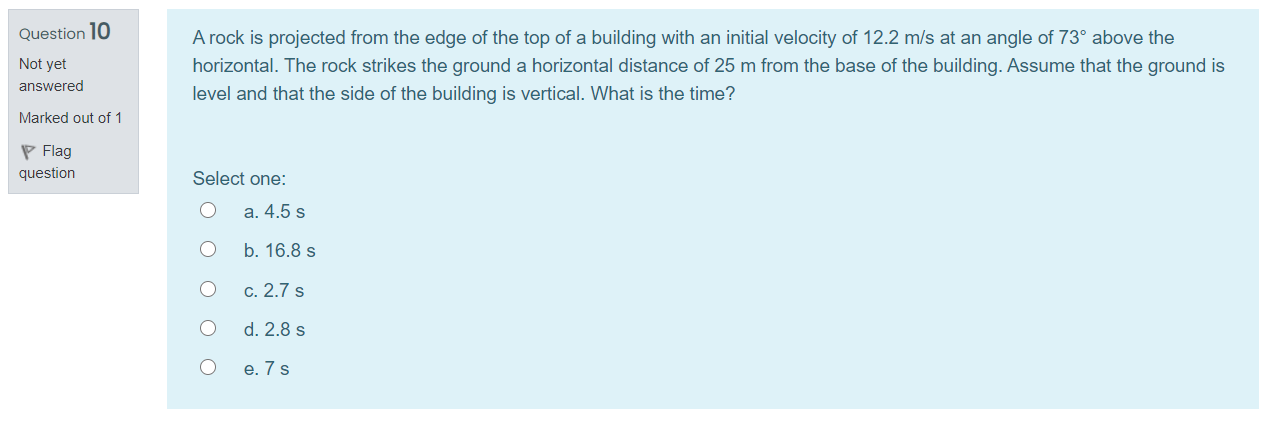 Question 10
Not yet
answered
Marked out of 1
Flag
question
A rock is projected from the edge of the top of a building with an initial velocity of 12.2 m/s at an angle of 73° above the
horizontal. The rock strikes the ground a horizontal distance of 25 m from the base of the building. Assume that the ground is
level and that the side of the building is vertical. What is the time?
Select one:
a. 4.5 s
b. 16.8 s
c. 2.7 s
d. 2.8 s
e. 7 s